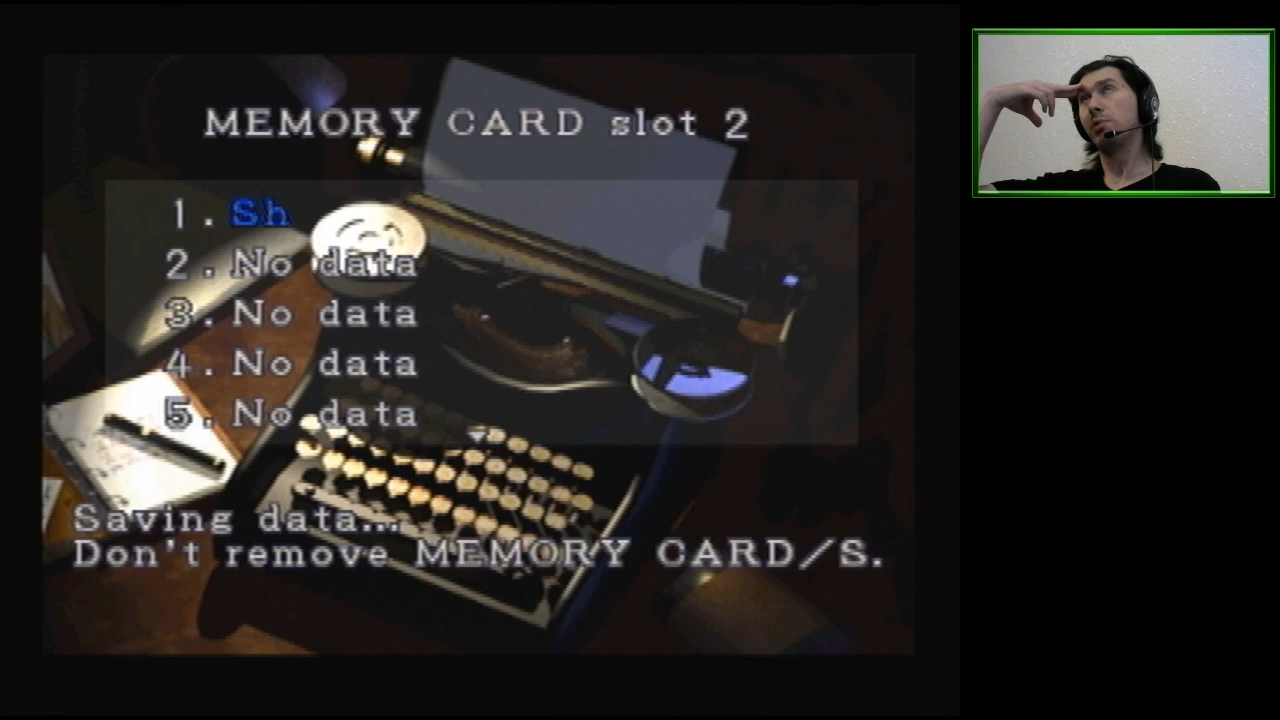 MEMORY CARD slot 2
1. Sh
2. No data
3. No data
4. No data
5. No data
Saving data...
Don't remove MEMORY CARD/S.